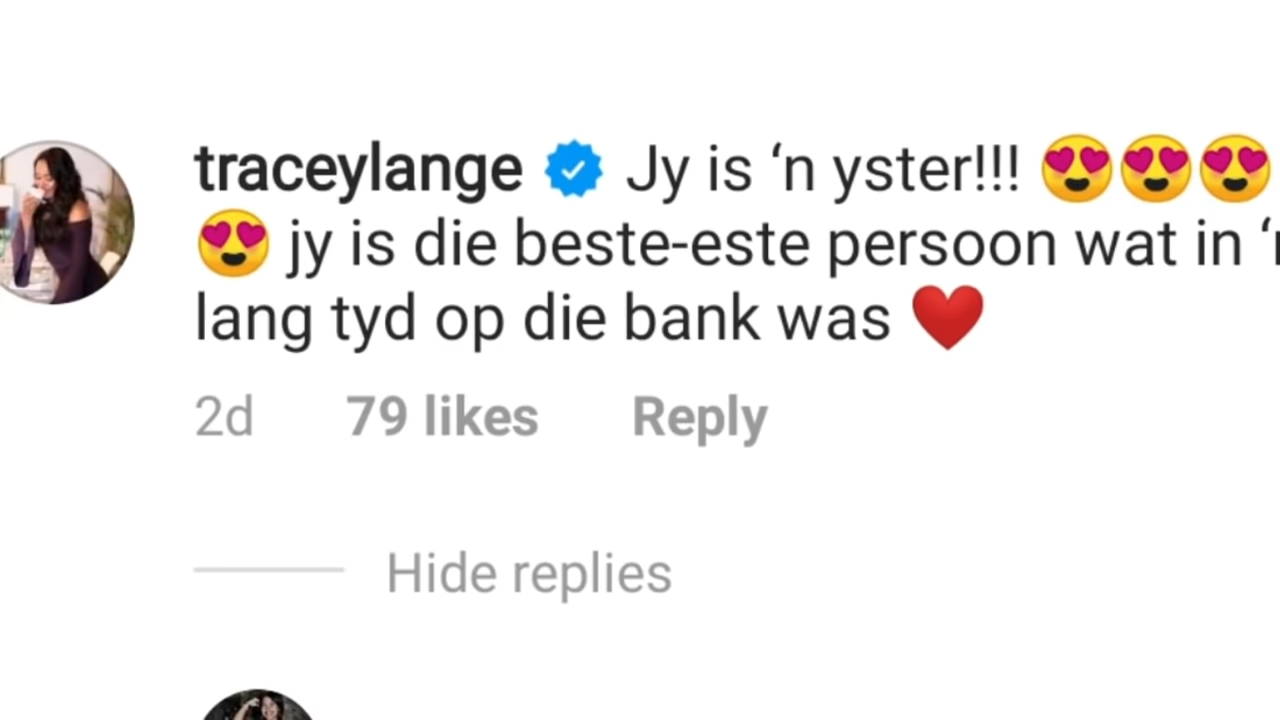 traceylange Jy is ‘n yster!!! 😍😍😍
😍 jy is die beste-este persoon wat in
lang tyd op die bank was ❤️
2d 79 likes Reply
Hide replies